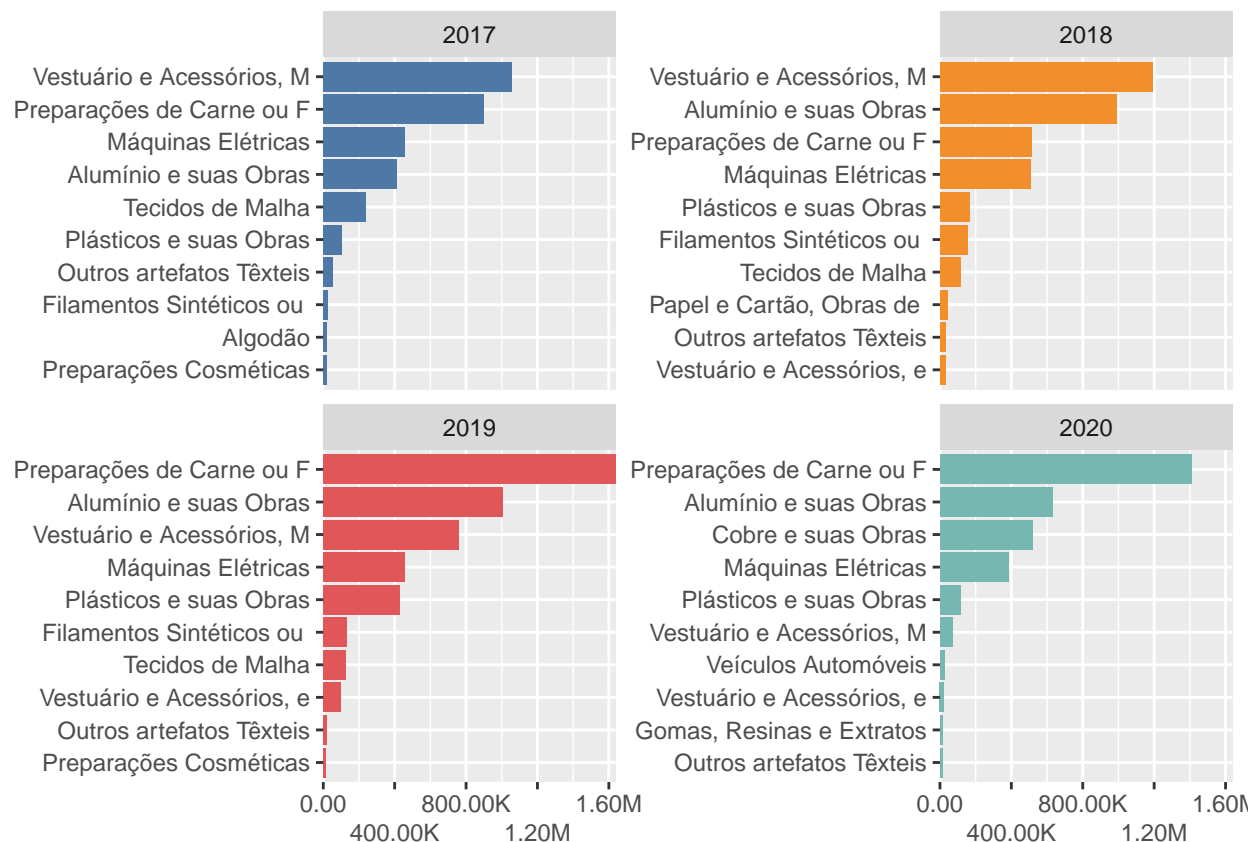 2017
Vestuário e Acessórios, M
Preparações de Carne ou F
Máquinas Elétricas
Alumínio e suas Obras
Tecidos de Malha
Plásticos e suas Obras
Outros artefatos Têxteis
Filamentos Sintéticos ou
Algodão
Preparações Cosméticas
2018
Vestuário e Acessórios, M
Alumínio e suas Obras
Preparações de Carne ou F
Máquinas Elétricas
Plásticos e suas Obras
Filamentos Sintéticos ou
Tecidos de Malha
Papel e Cartão, Obras de
Outros artefatos Têxteis
Vestuário e Acessórios, e
2019
Preparações de Carne ou F
Alumínio e suas Obras
Vestuário e Acessórios, M
Máquinas Elétricas
Plásticos e suas Obras
Filamentos Sintéticos ou
Tecidos de Malha
Vestuário e Acessórios, e
Outros artefatos Têxteis
Preparações Cosméticas
0.00 800.00K 1.60M
400.00K 1.20M
2020
Preparações de Carne ou F
Alumínio e suas Obras
Cobre e suas Obras
Máquinas Elétricas
Plásticos e suas Obras
Vestuário e Acessórios, M
Veículos Automóveis
Vestuário e Acessórios, e
Gomas, Resinas e Extratos
Outros artefatos Têxteis
0.00 800.00K 1.60M
400.00K 1.20M